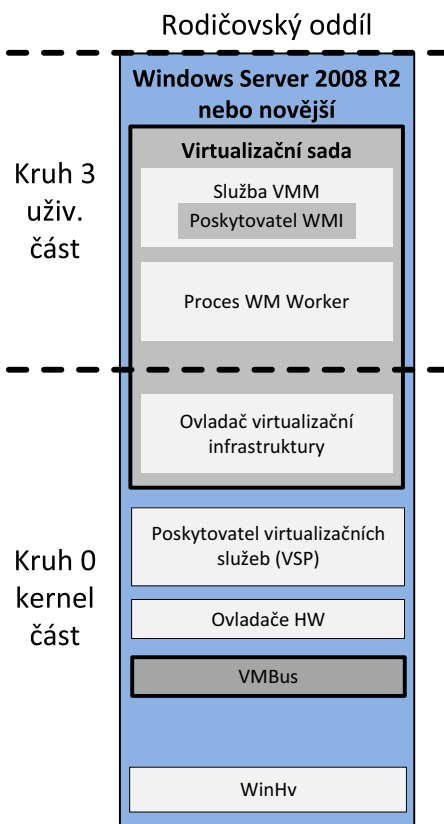 Rodičovský oddíl
Windows Server 2008 R2
nebo novější
Virtualizační sada
Kruh 3
uživ.
část
Služba VMM
Poskytovatel WMI
Proces WM Worker
Ovladač virtualizační
infrastruktury
Kruh 0
kernel
část
Poskytovatel virtualizačních
služeb (VSP)
Ovladače HW
VMBus
WinHv